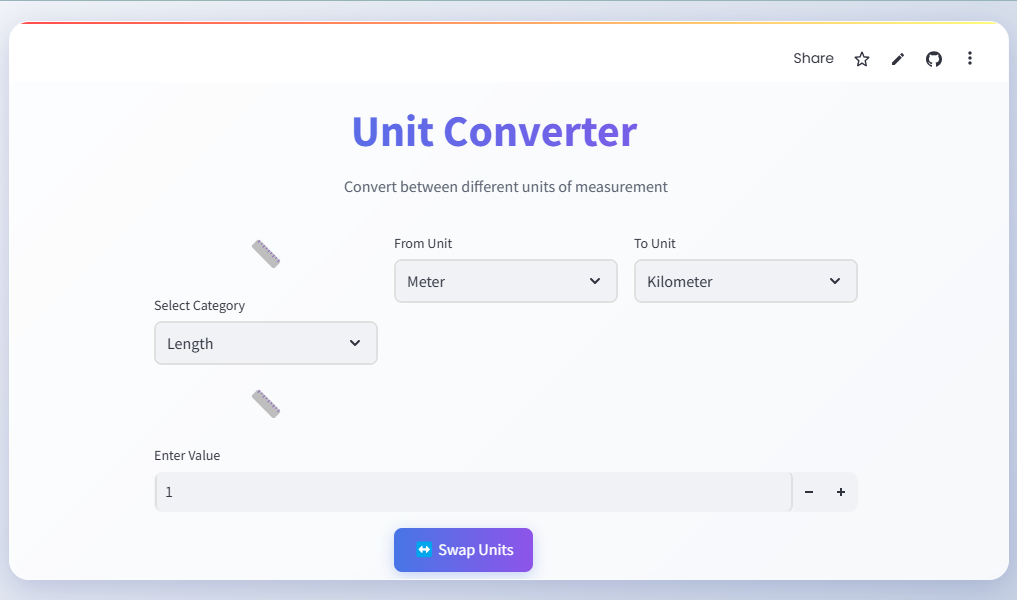 Share
Unit Converter
Convert between different units of measurement
From Unit
To Unit
Meter
Kilometer
Select Category
Length
Enter Value
1
Swap Units